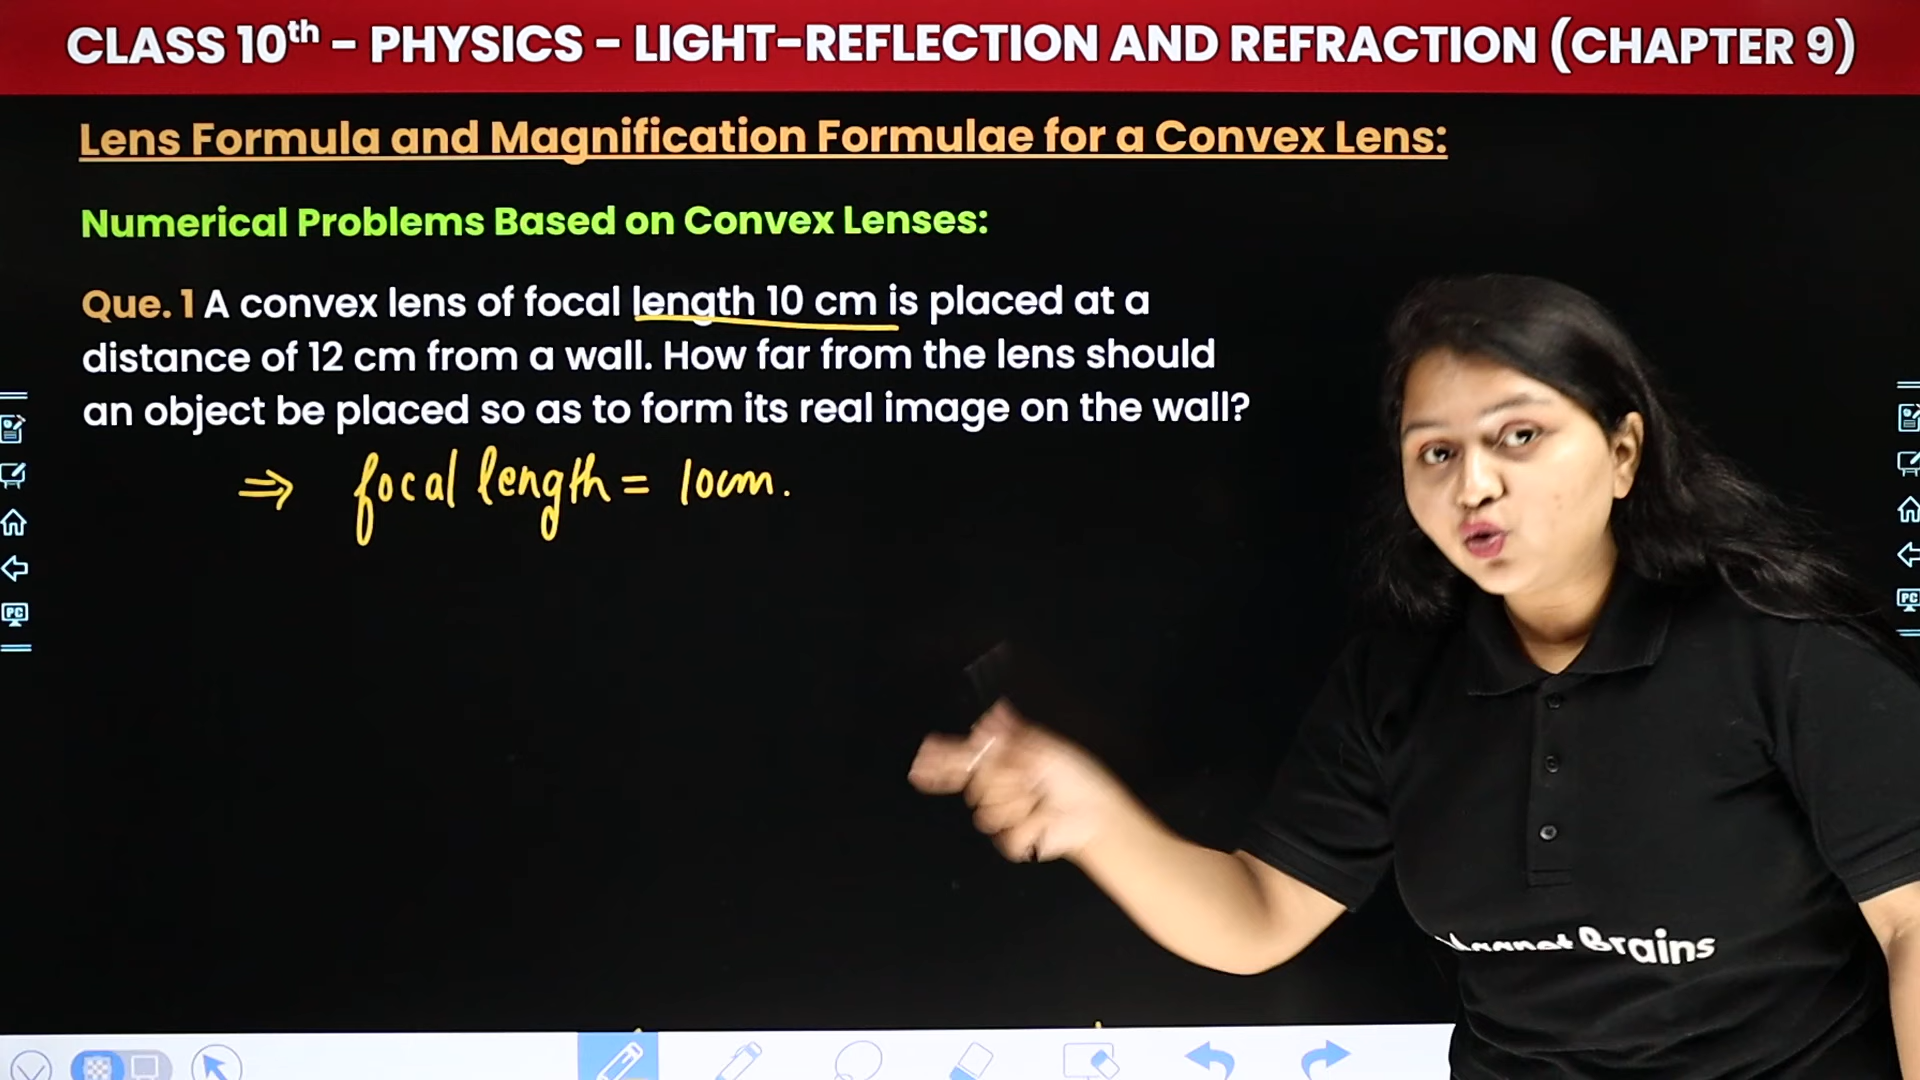 CLASS 10th - PHYSICS - LIGHT-REFLECTION AND REFRACTION (CHAPTER 9)
Lens Formula and Magnification Formulae for a Convex Lens:
Numerical Problems Based on Convex Lenses:
Que. 1 A convex lens of focal length 10 cm is placed at a
distance of 12 cm from a wall. How far from the lens should
an object be placed so as to form its real image on the wall?
⇒ focal length = 10cm.
PC
PC
Brains